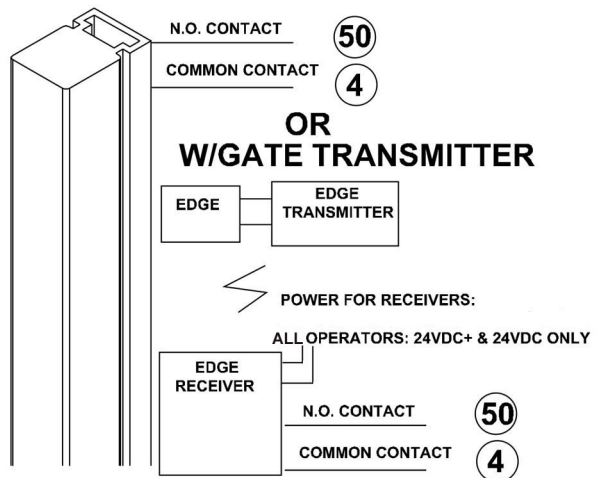 N.O. CONTACT 50
COMMON CONTACT 4
OR
W/GATE TRANSMITTER
EDGE
EDGE
TRANSMITTER
POWER FOR RECEIVERS:
ALL OPERATORS: 24VDC+ & 24VDC ONLY
EDGE
RECEIVER
N.O. CONTACT 50
COMMON CONTACT 4